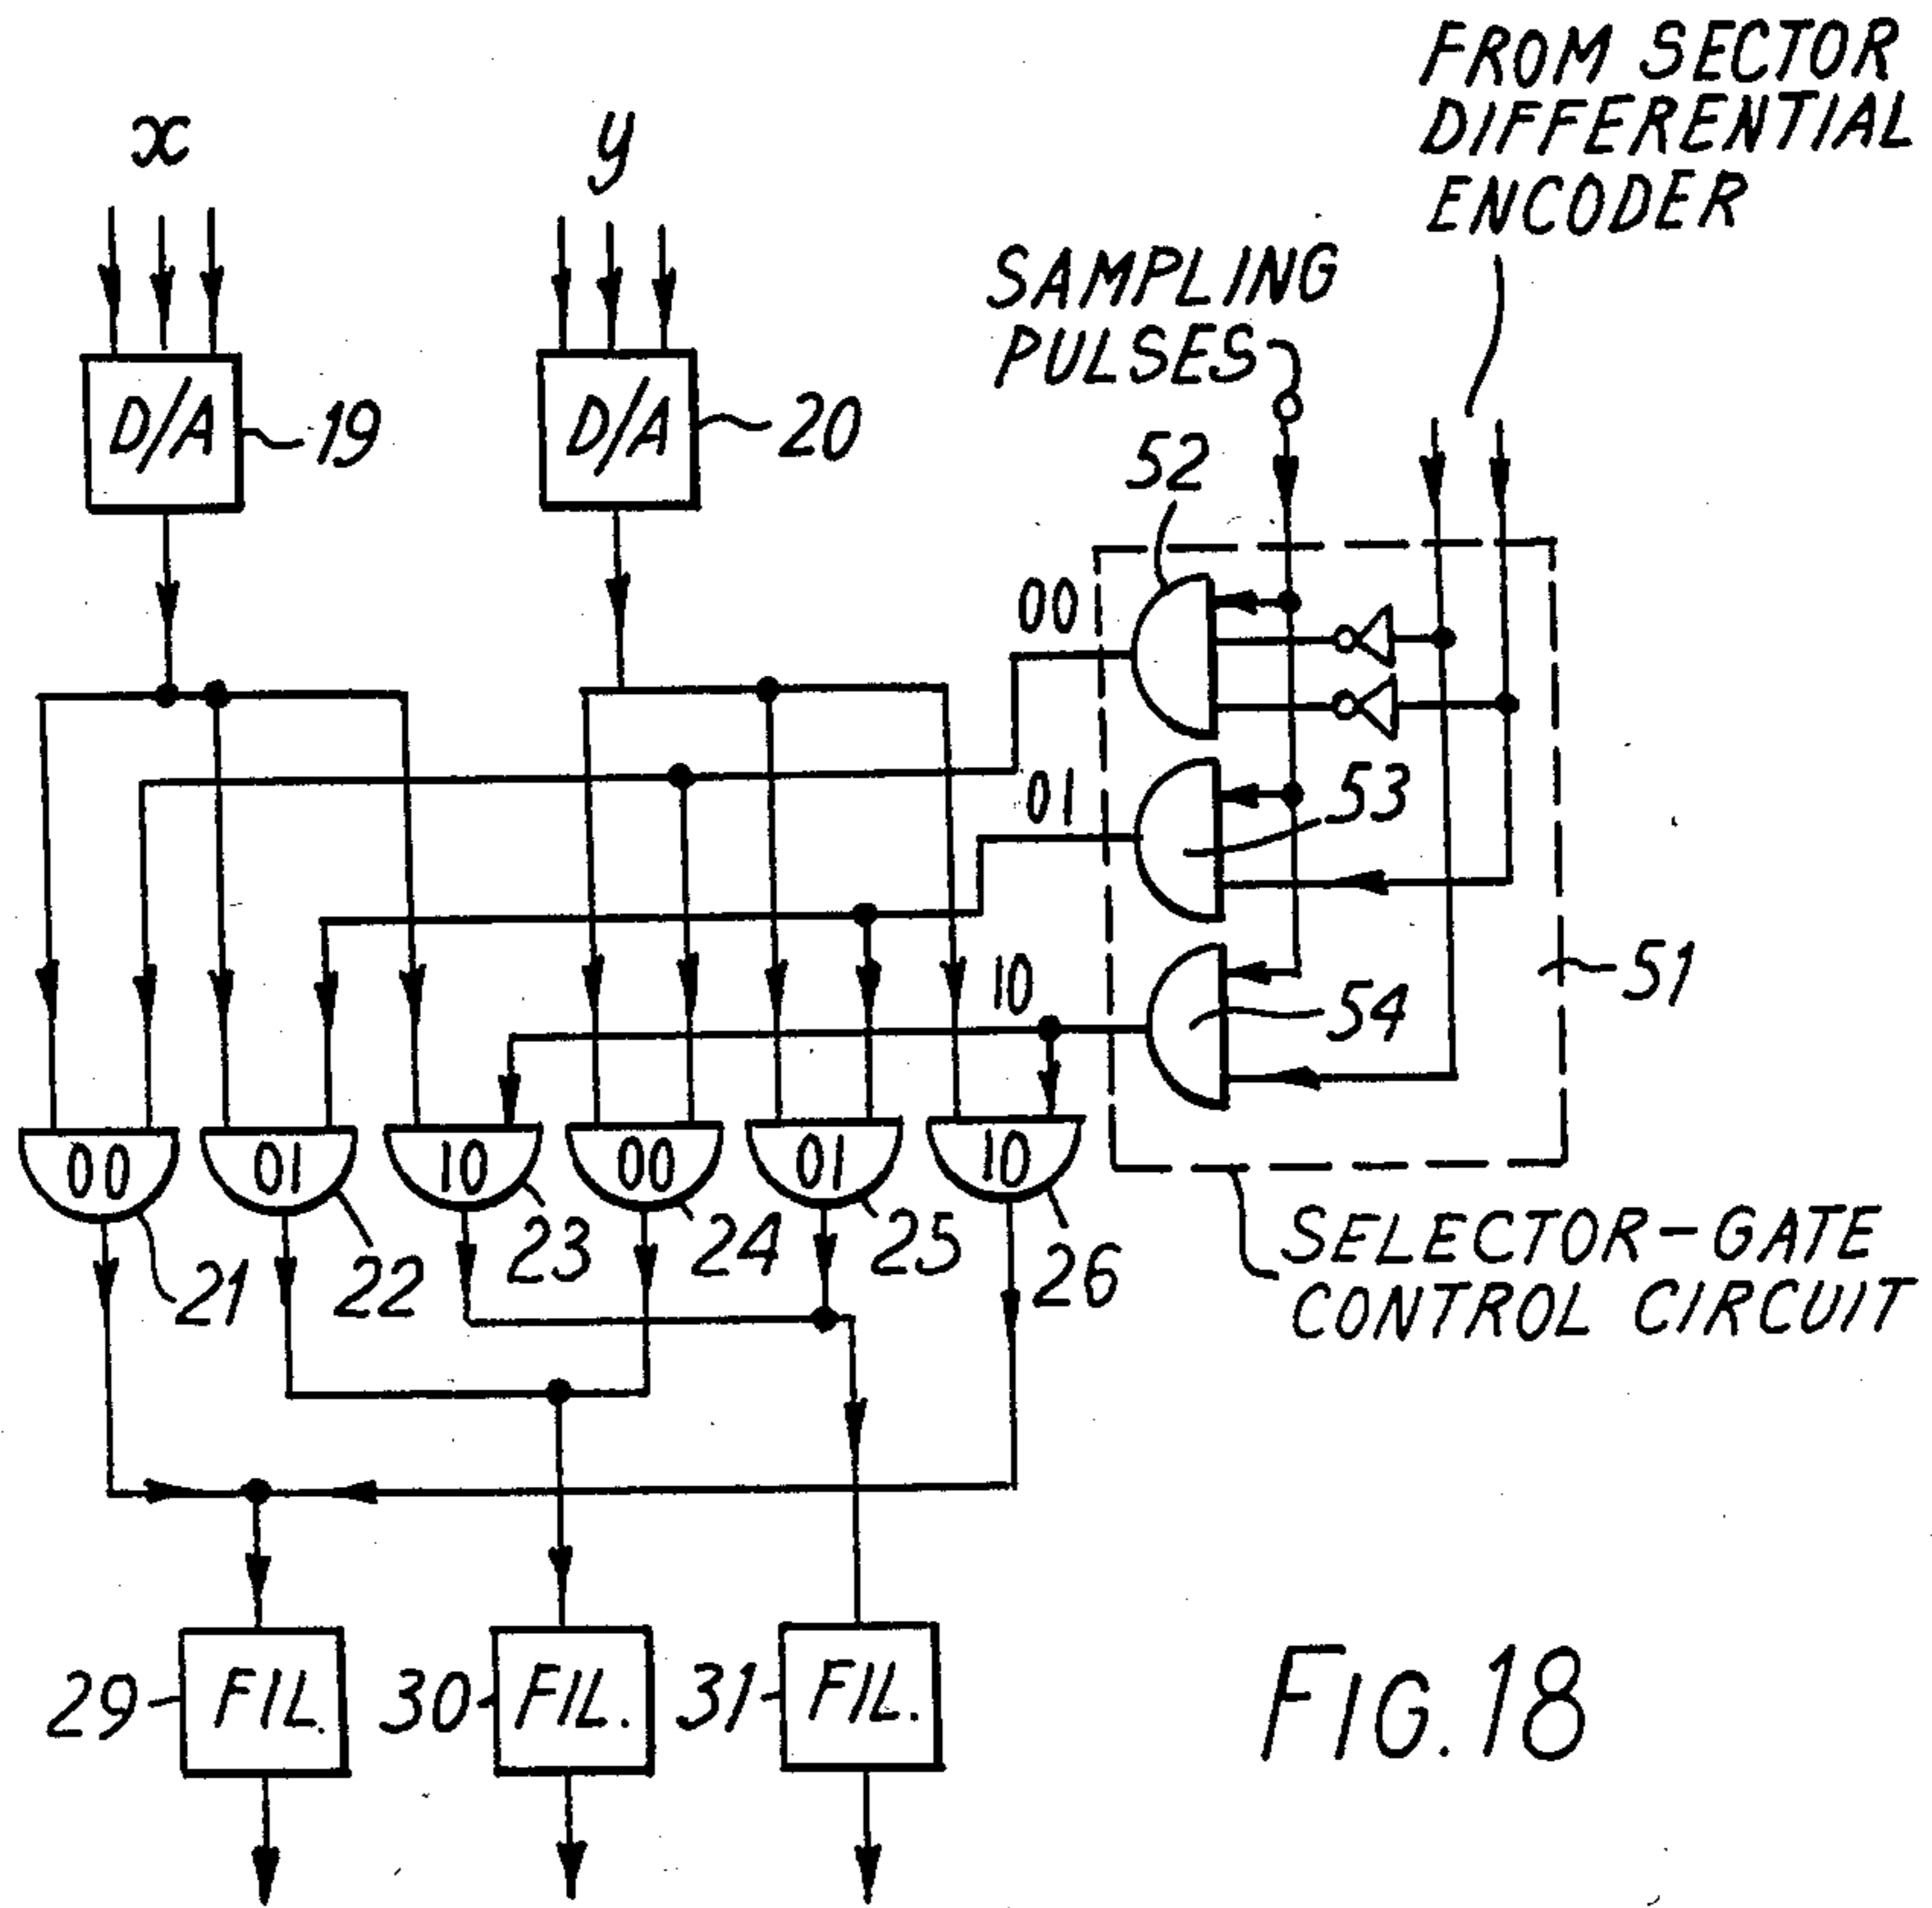 FROM SECTOR
DIFFERENTIAL
ENCODER
x
y
SAMPLING
PULSES
D/A
19
D/A
20
52
00
01
53
10
54
51
00
01
10
00
01
10
21
22
23
24
25
26
SELECTOR-GATE
CONTROL CIRCUIT
29
FIL.
30
FIL.
31
FIL.
FIG. 18